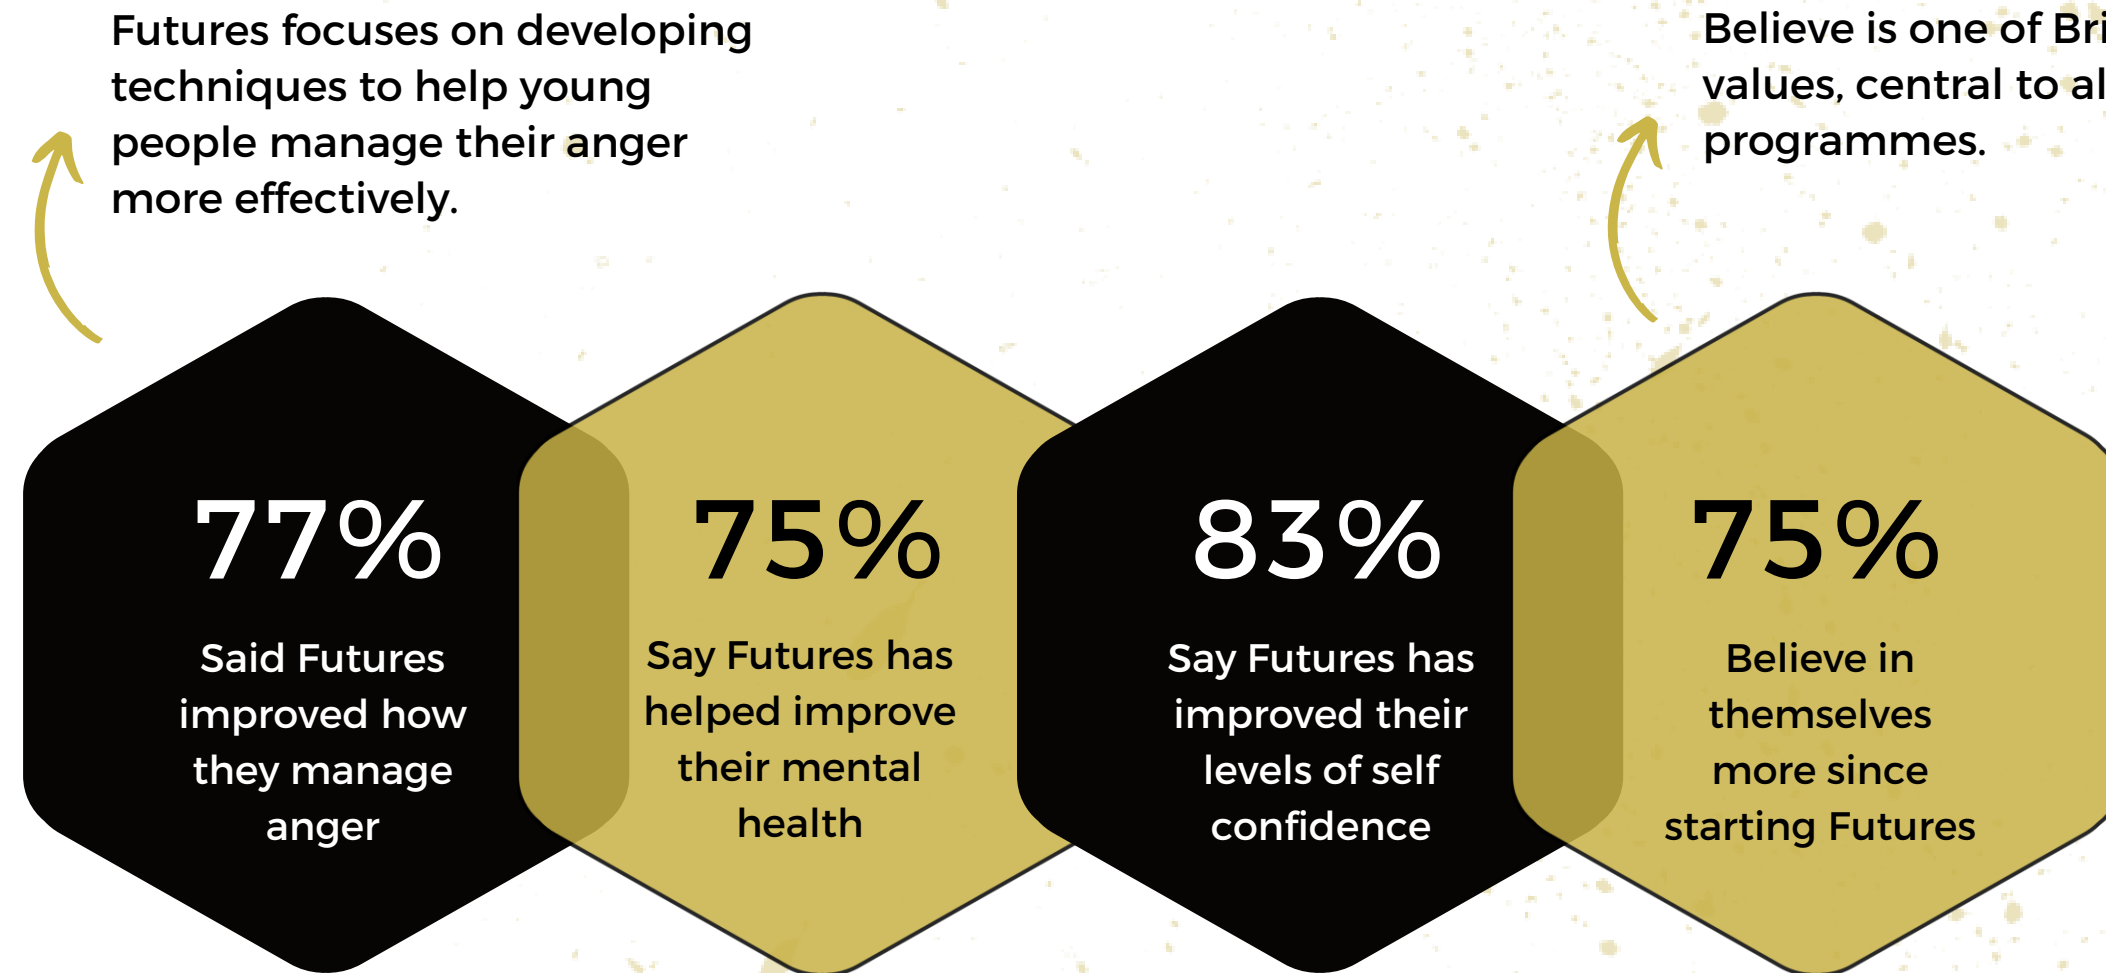 Futures focuses on developing
techniques to help young
people manage their anger
more effectively.
Believe is one of
values, central to
programmes.
77%
Said Futures
improved how
they manage
anger
75%
Say Futures has
helped improve
their mental
health
83%
Say Futures has
improved their
levels of self
confidence
75%
Believe in
themselves
more since
starting Futures